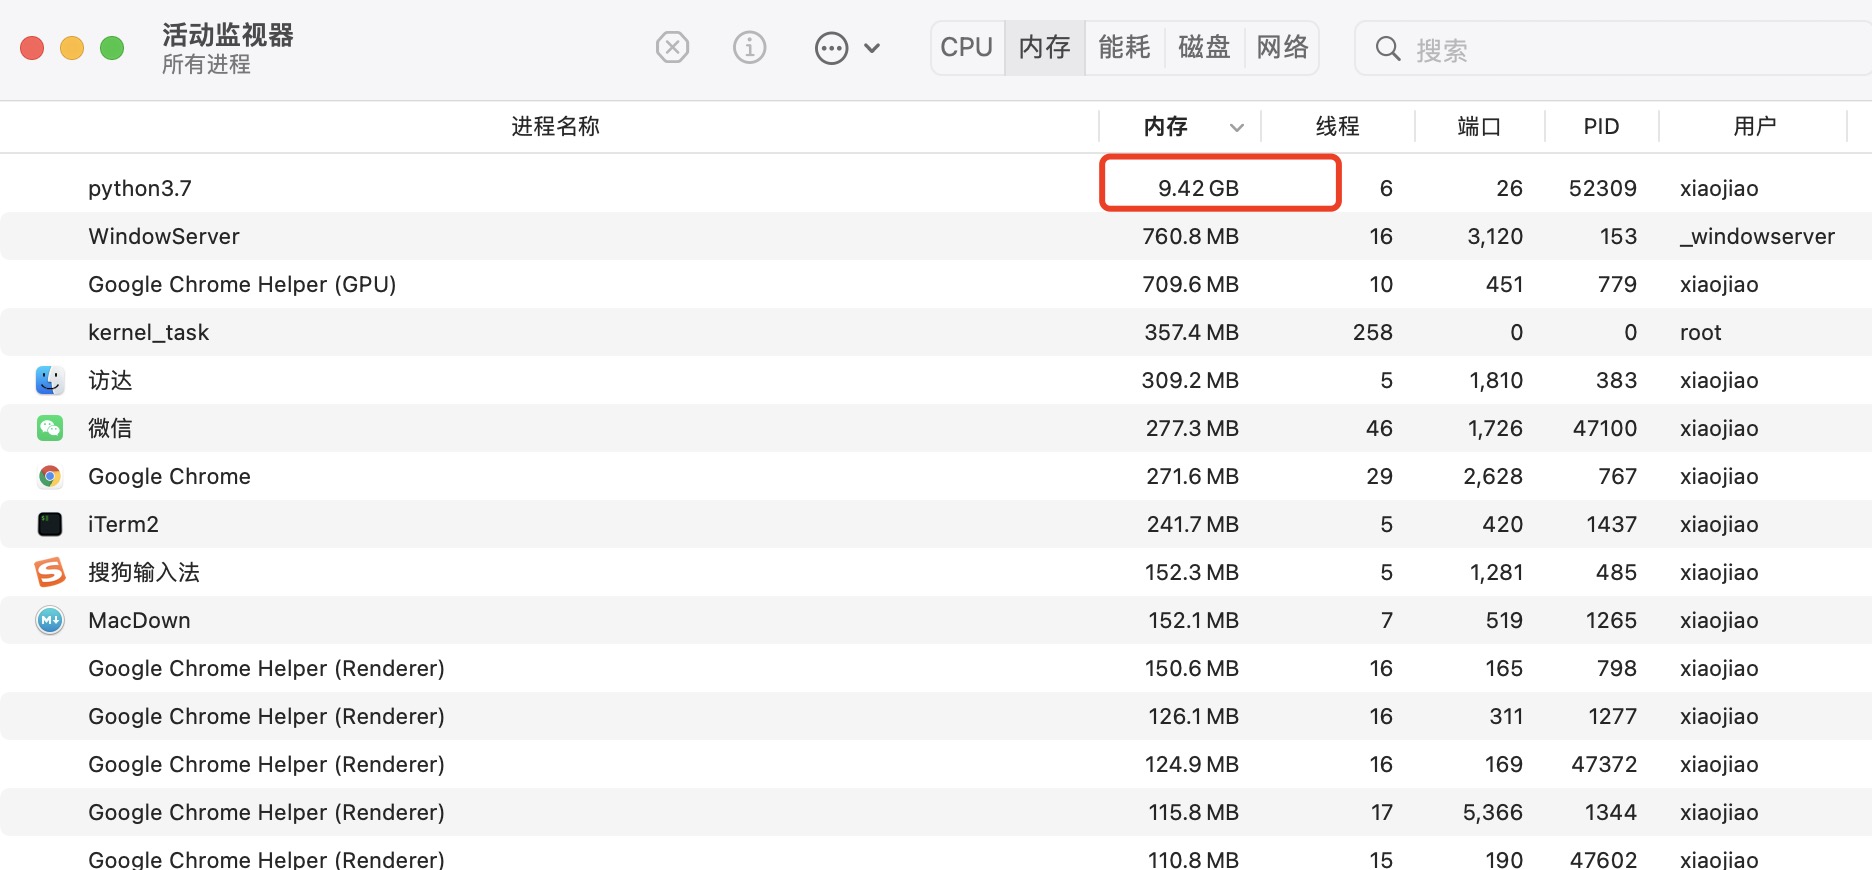 活动监视器
所有进程
CPU 内存 能耗 磁盘 网络 搜索
进程名称 内存 线程 端口 PID 用户
python3.7 9.42 GB 6 26 52309 xiaojiao
WindowServer 760.8 MB 16 3,120 153 _windowserver
Google Chrome Helper (GPU) 709.6 MB 10 451 779 xiaojiao
kernel_task 357.4 MB 258 0 0 root
访达 309.2 MB 5 1,810 383 xiaojiao
微信 277.3 MB 46 1,726 47100 xiaojiao
Google Chrome 271.6 MB 29 2,628 767 xiaojiao
iTerm2 241.7 MB 5 420 1437 xiaojiao
搜狗输入法 152.3 MB 5 1,281 485 xiaojiao
MacDown 152.1 MB 7 519 1265 xiaojiao
Google Chrome Helper (Renderer) 150.6 MB 16 165 798 xiaojiao
Google Chrome Helper (Renderer) 126.1 MB 16 311 1277 xiaojiao
Google Chrome Helper (Renderer) 124.9 MB 16 169 47372 xiaojiao
Google Chrome Helper (Renderer) 115.8 MB 17 5,366 1344 xiaojiao
Google Chrome Helper (Renderer) 110.8 MB 15 190 47602 xiaojiao